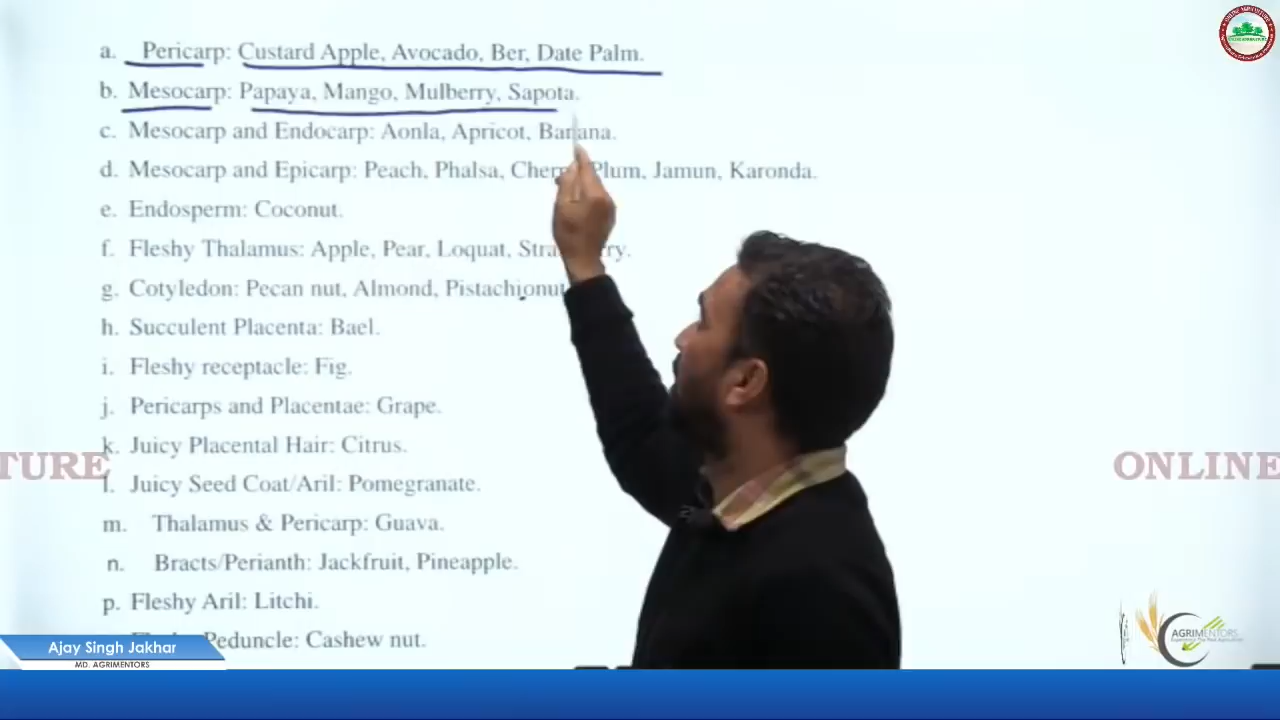 a. Pericarp: Custard Apple, Avocado, Ber, Date Palm.
b. Mesocarp: Papaya, Mango, Mulberry, Sapota.
c. Mesocarp and Endocarp: Aonla, Apricot, Banana.
d. Mesocarp and Epicarp: Peach, Phalsa, Plum, Jamun, Karonda.
e. Endosperm: Coconut.
f. Fleshy Thalamus: Apple, Pear, Loquat,
g. Cotyledon: Pecan nut, Almond, Pistachionut
h. Succulent Placenta: Bael.
i. Fleshy receptacle: Fig.
j. Pericarps and Placentae: Grape.
k. Juicy Placental Hair: Citrus.
TURE
ONLINE
l. Juicy Seed Coat/Aril: Pomegranate.
m. Thalamus & Pericarp: Guava.
n. Bracts/Perianth: Jackfruit, Pineapple.
p. Fleshy Aril: Litchi.
Peduncle: Cashew nut.
Ajay Singh Jakhar
MD. AGRIMENTORS
AGRIMENTORS